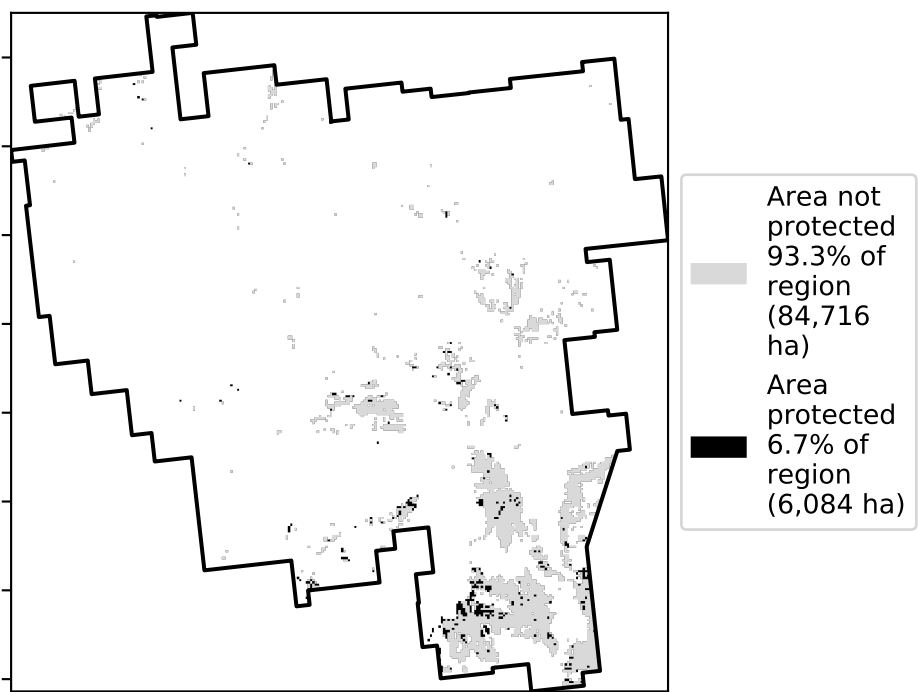 Area not
protected
93.3% of
region
(84,716
ha)
Area
protected
6.7% of
region
(6,084 ha)